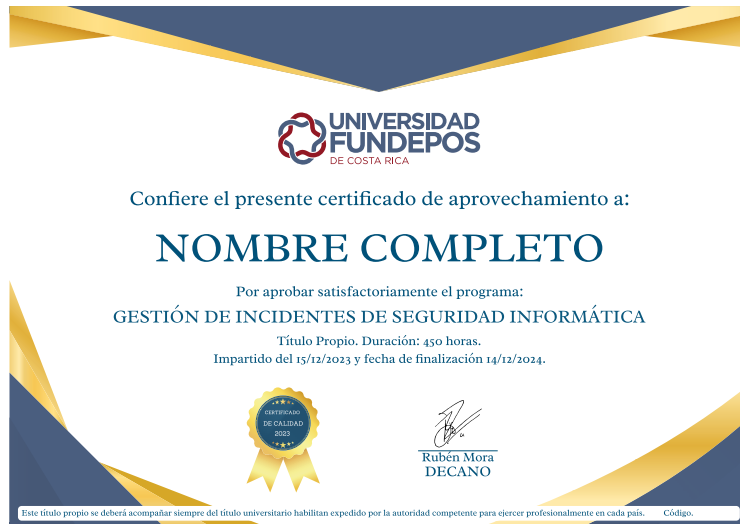 UNIVERSIDAD
FUNDEPOS
DE COSTA RICA
Confiere el presente certificado de aprovechamiento a:
NOMBRE COMPLETO
Por aprobar satisfactoriamente el programa:
GESTIÓN DE INCIDENTES DE SEGURIDAD INFORMÁTICA
Título Propio. Duración: 450 horas.
Impartido del 15/12/2023 y fecha de finalización 14/12/2024.
CERTIFICADO
DE CALIDAD
2023
Rubén Mora
DECANO
Este título propio se deberá acompañar siempre del título universitario habilitan expedido por la autoridad competente para ejercer profesionalmente en cada país. Código.